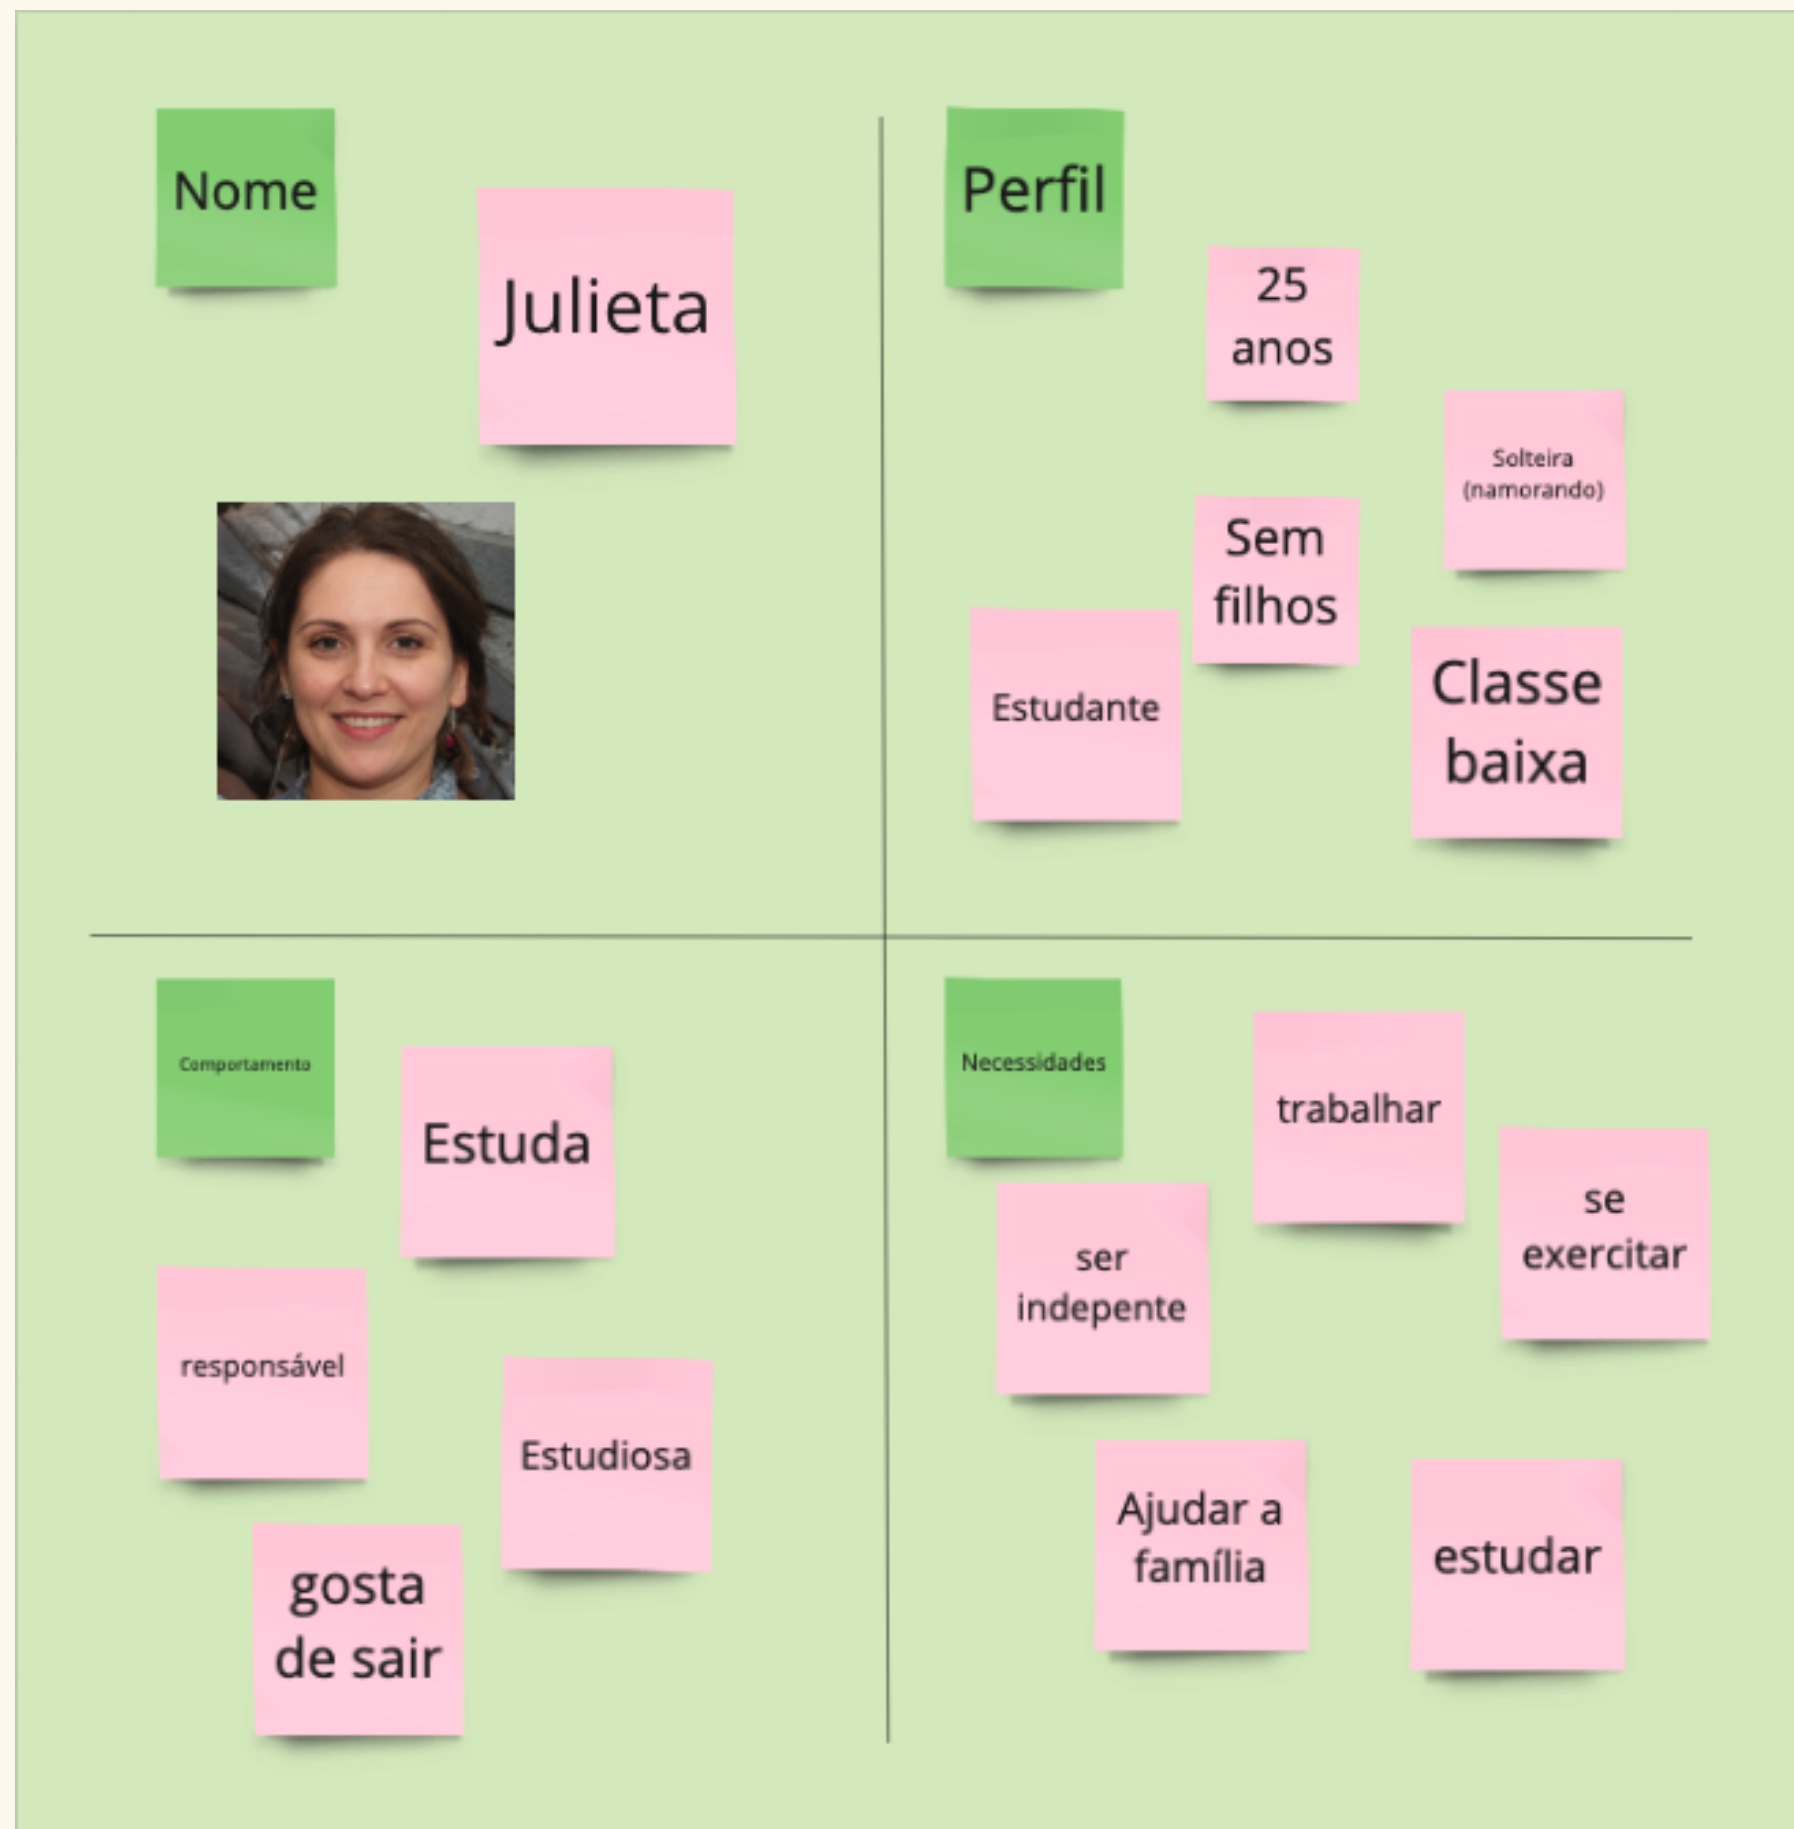 Nome
Julieta
Perfil
25
anos
Solteira
(namorando)
Sem
filhos
Estudante
Classe
baixa
Comportamento
Estuda
responsável
Estudiosa
gosta
de sair
Necessidades
trabalhar
se
exercitar
ser
indepente
Ajudar a
família
estudar